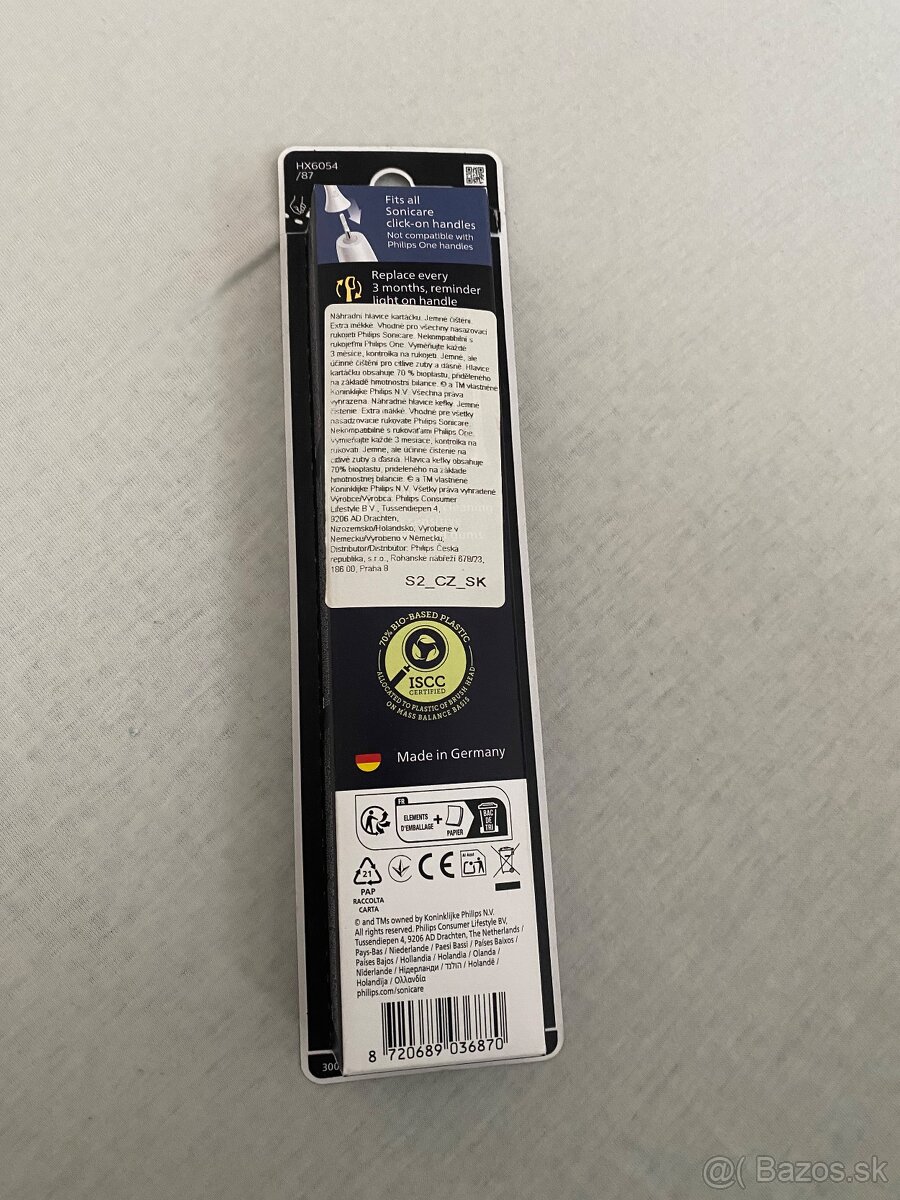 HX6054
/87
Fits all
Sonicare
click-on handles
Not compatible with
Philips One handles
Replace every
3 months, reminder
light on handle
Náhradní hlavice kartáčku. Jemné čištění.
Extra měkké. Vhodné pro všechny nasazovací
rukojeti Philips Sonicare. Nekompatibilní s
rukojeťmi Philips One. Vyměňujte každé
3 měsíce, kontrolka na rukojeti. Jemné, ale
účinné čištění pro citlivé zuby a dásně. Hlavice
kartáčku obsahuje 70 % bioplastu, přiděleného
na základě hmotnostní bilance. © a TM vlastněné
Koninklijke Philips N.V. Všechna práva
vyhrazena. Náhradné hlavice kefky. Jemné
čistenie. Extra mäkké. Vhodné pre všetky
nasadzovacie rukoväte Philips Sonicare.
Nekompatibilné s rukoväťami Philips One.
Vymieňajte každé 3 mesiace, kontrolka na
rukoväti. Jemné, ale účinné čistenie na
citlivé zuby a ďasná. Hlavica kefky obsahuje
70% bioplastu, prideleného na základe
hmotnostnej bilancie. © a TM vlastnené
Koninklijke Philips N.V. Všetky práva vyhradené
Výrobce/Výrobca: Philips Consumer
Lifestyle B.V., Tussendiepen 4,
9206 AD Drachten,
Nizozemsko/Holandsko, Vyrobene v
Nemecku/Vyrobeno v Německu;
Distributor/Distribútor: Philips Česka
republika, s.r.o., Rohanské nábřeží 678/23,
186 00, Praha 8
S2_CZ_SK
70% BIO-BASED PLASTIC
ISCC
CERTIFIED
ALLOCATED TO PLASTIC OF BRUSH HEAD
ON MASS BALANCE BASIS
Made in Germany
FR
ELEMENTS
D'EMBALLAGE
+
PAPIER
BAC
DE
TRI
21
PAP
RACCOLTA
CARTA
CE
© and TMs owned by Koninklijke Philips N.V.
All rights reserved. Philips Consumer Lifestyle BV,
Tussendiepen 4, 9206 AD Drachten, The Netherlands /
Pays-Bas / Niederlande / Paesi Bassi / Países Baixos /
Países Bajos / Hollandia / Holandia / Olanda /
Niderlande / Нідерланди / הולנד / Holandë /
Holandija / Ολλανδία
philips.com/sonicare
8 720689 036870
300
@( Bazos.sk